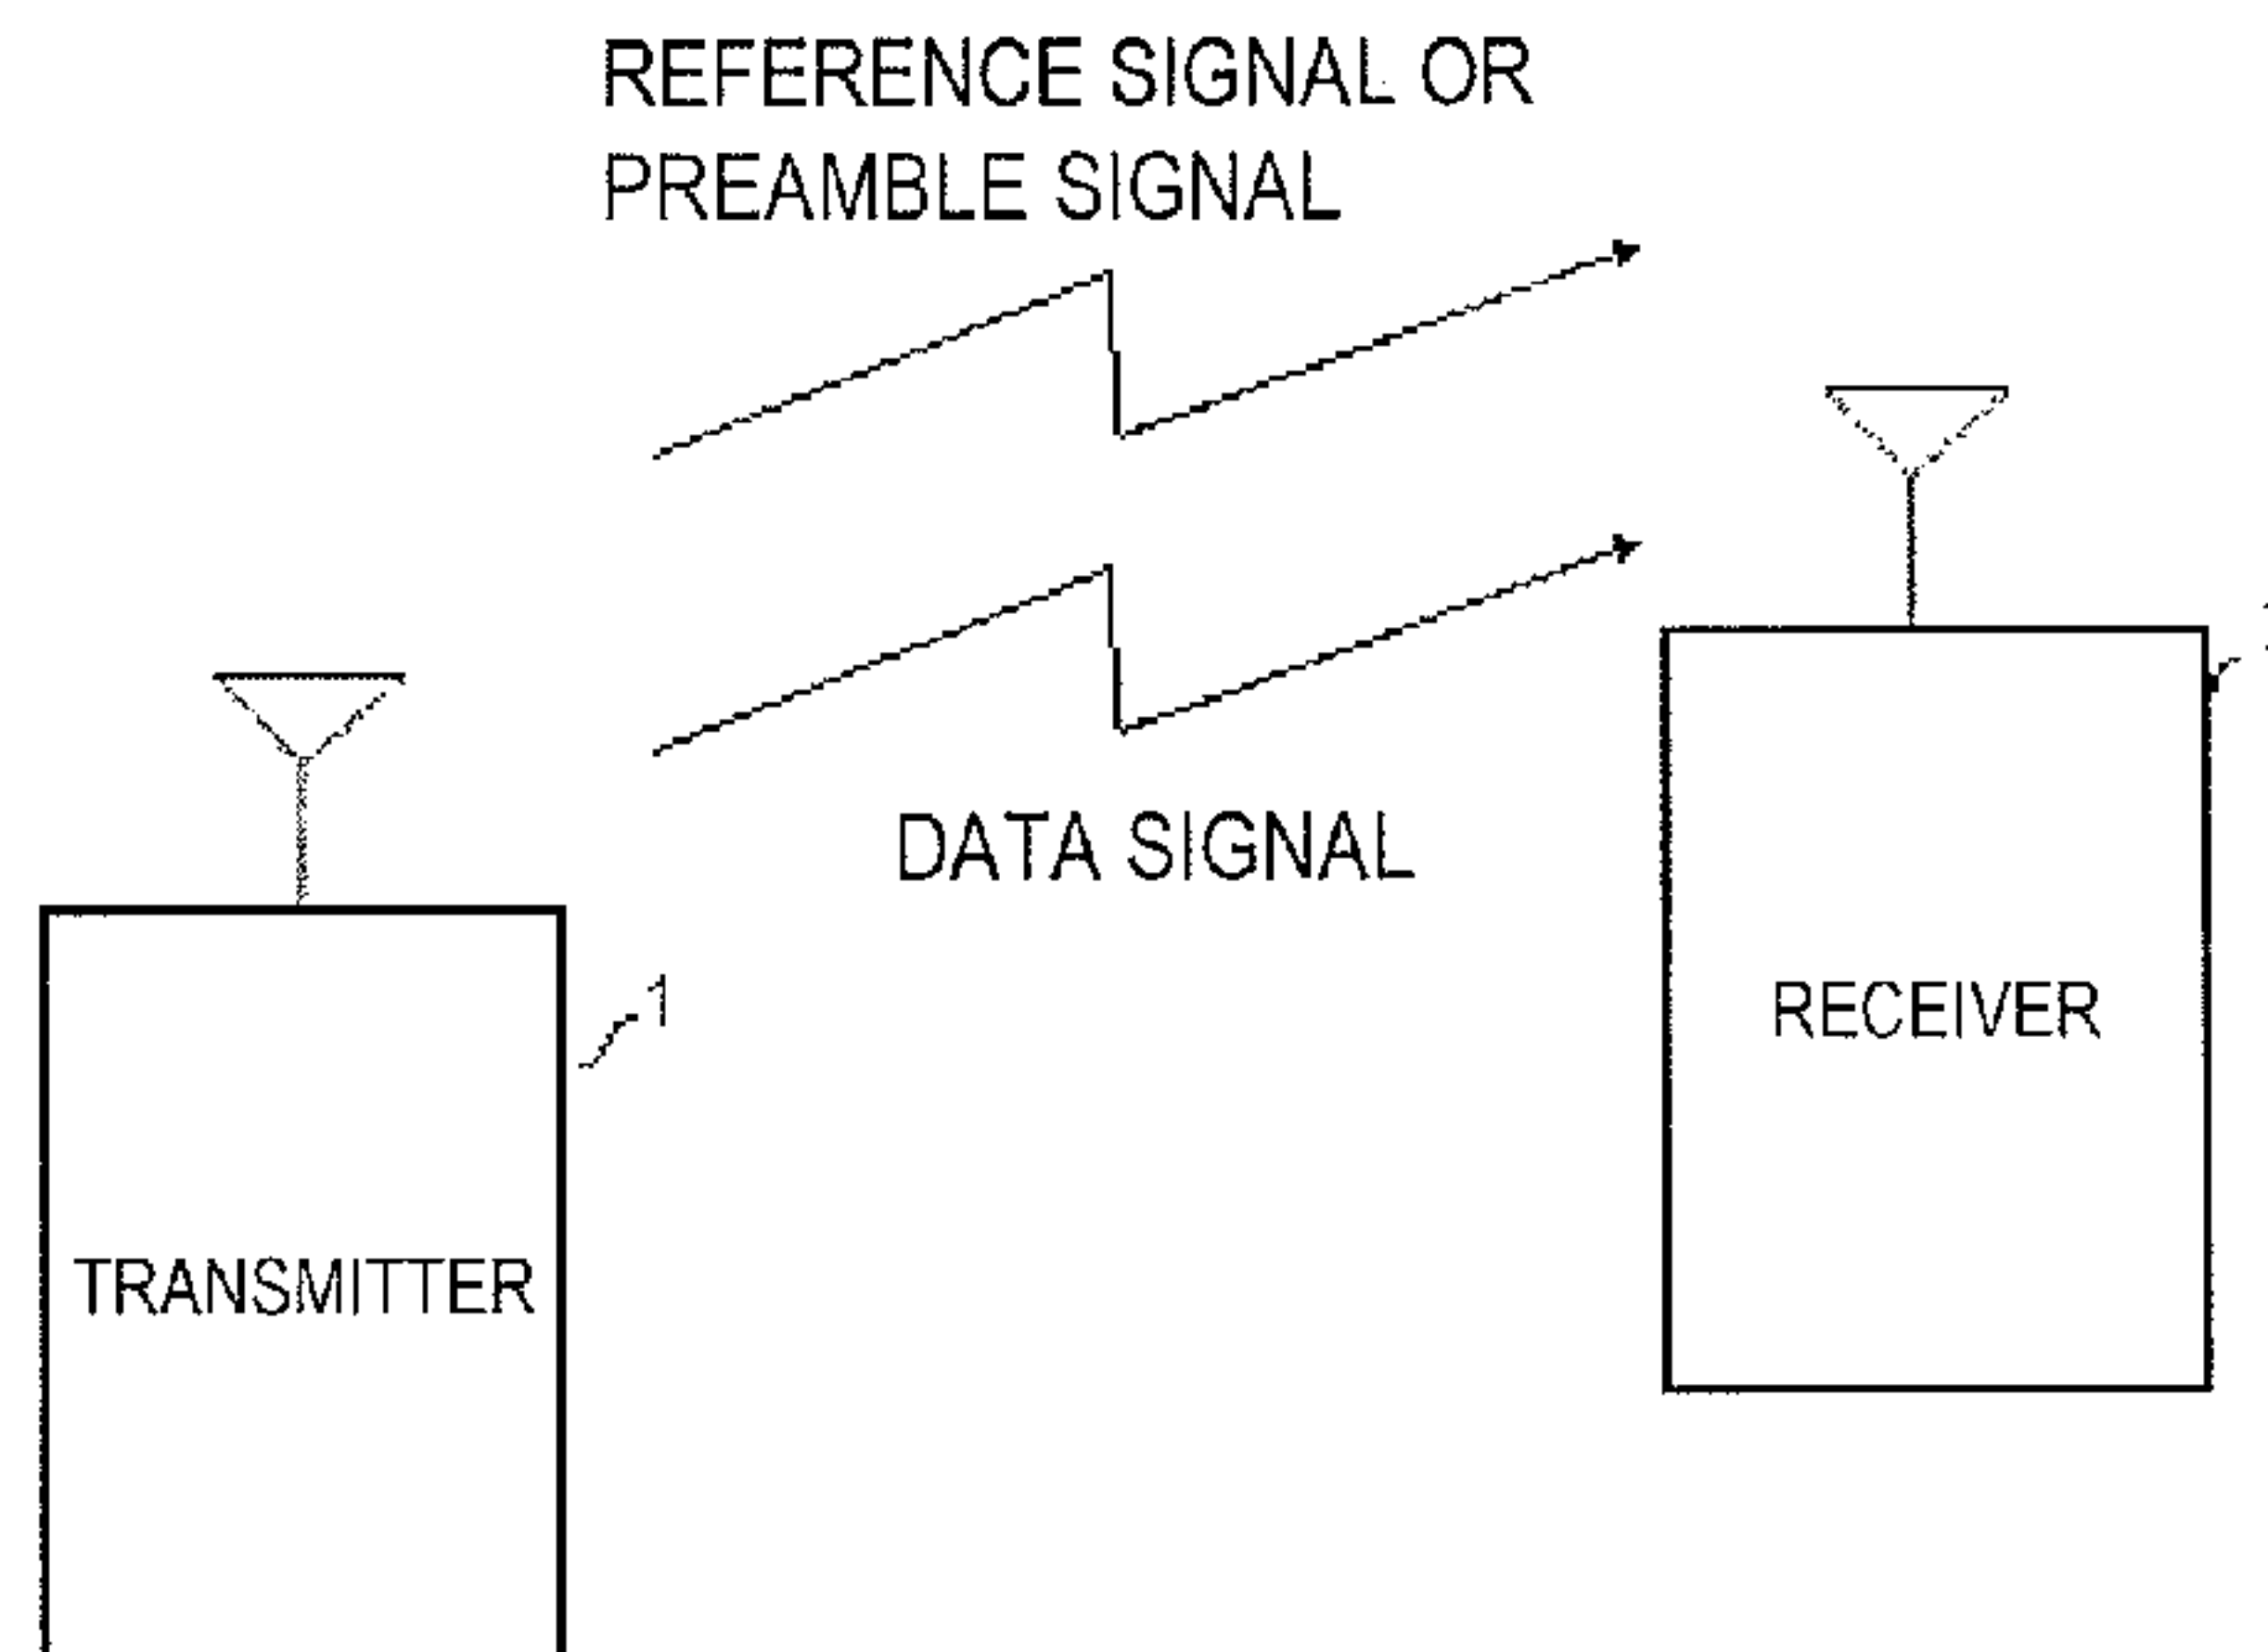 REFERENCE SIGNAL OR
PREAMBLE SIGNAL
DATA SIGNAL
1
RECEIVER
TRANSMITTER